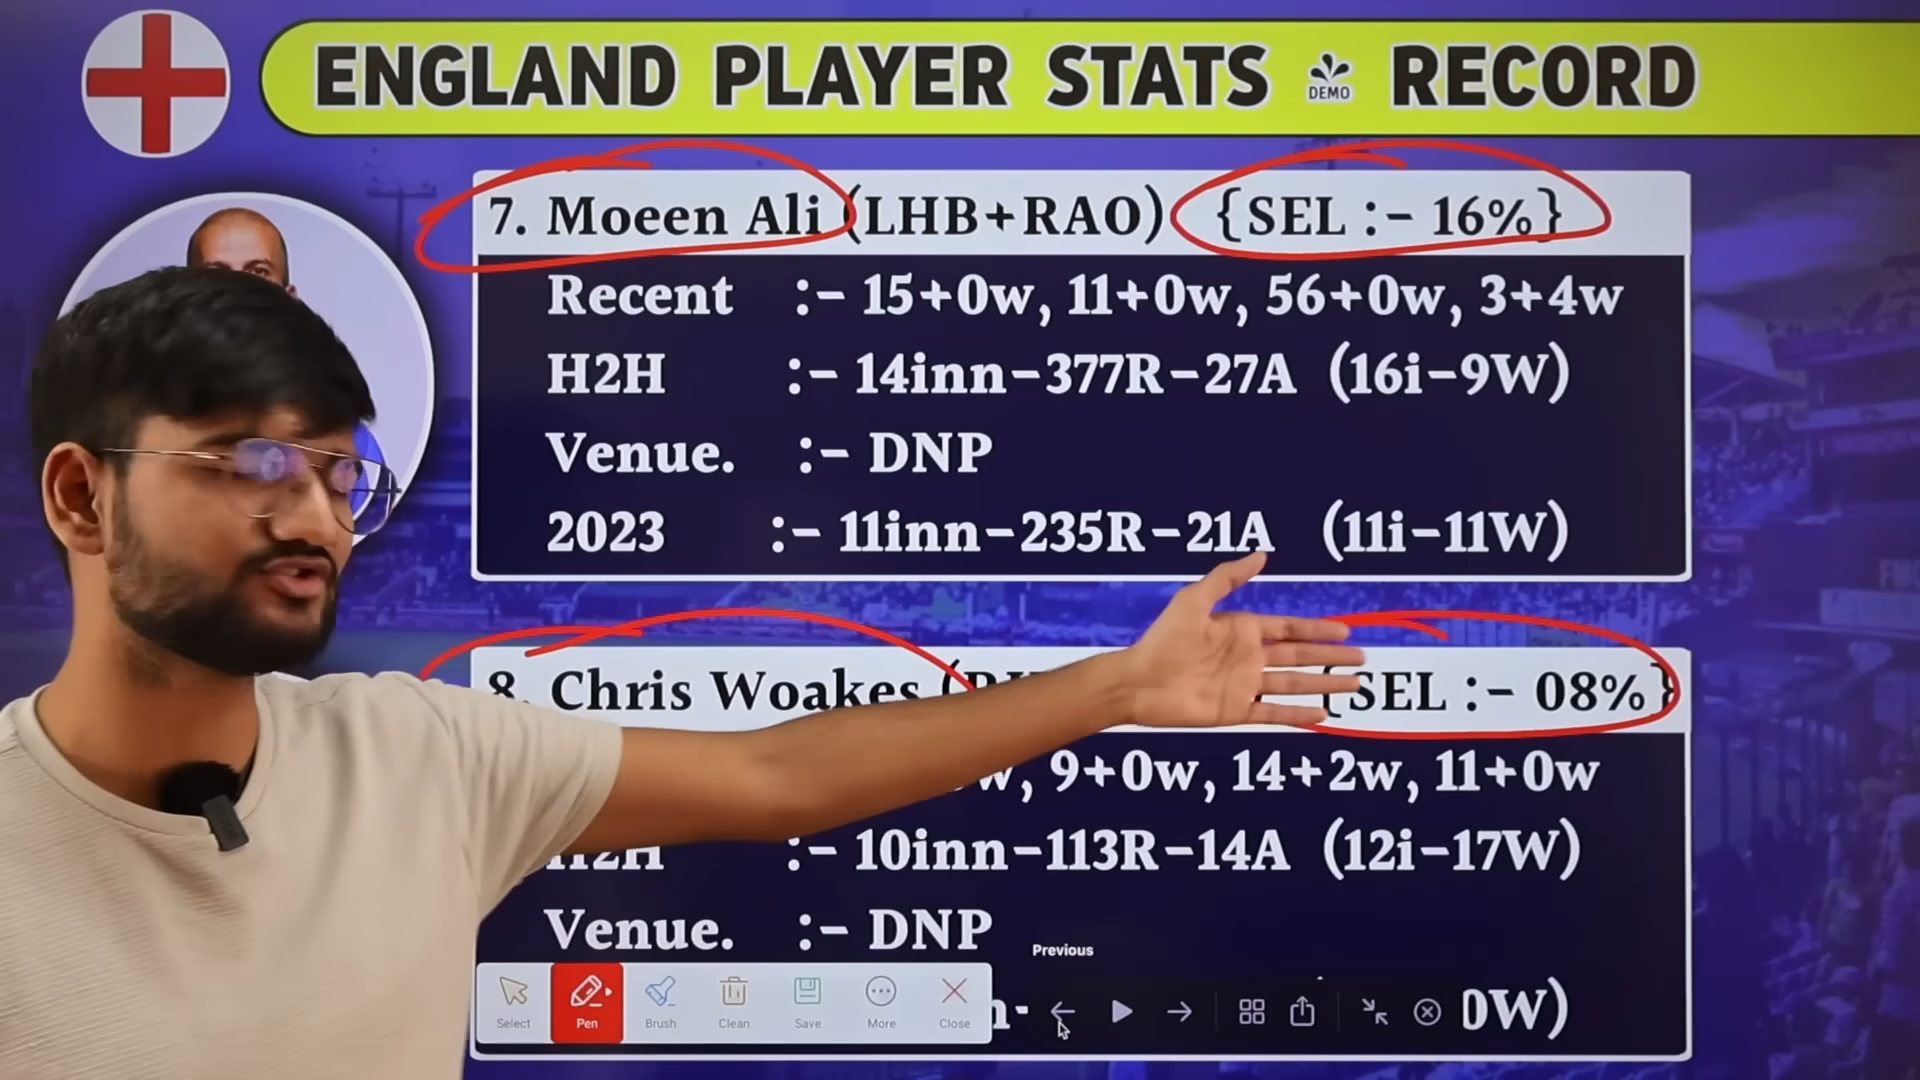 ENGLAND PLAYER STATS & RECORD
DEMO
7. Moeen Ali (LHB+RAO) {SEL :- 16%}
Recent :- 15+0w, 11+0w, 56+0w, 3+4w
H2H :- 14inn-377R-27A (16i-9W)
Venue. :- DNP
2023 :- 11inn-235R-21A (11i-11W)
8. Chris Woakes {SEL :- 08%}
9+0w, 14+2w, 11+0w
H2H :- 10inn-113R-14A (12i-17W)
Venue. :- DNP
Previous
Select Pen Brush Clean Save More Close
0W)